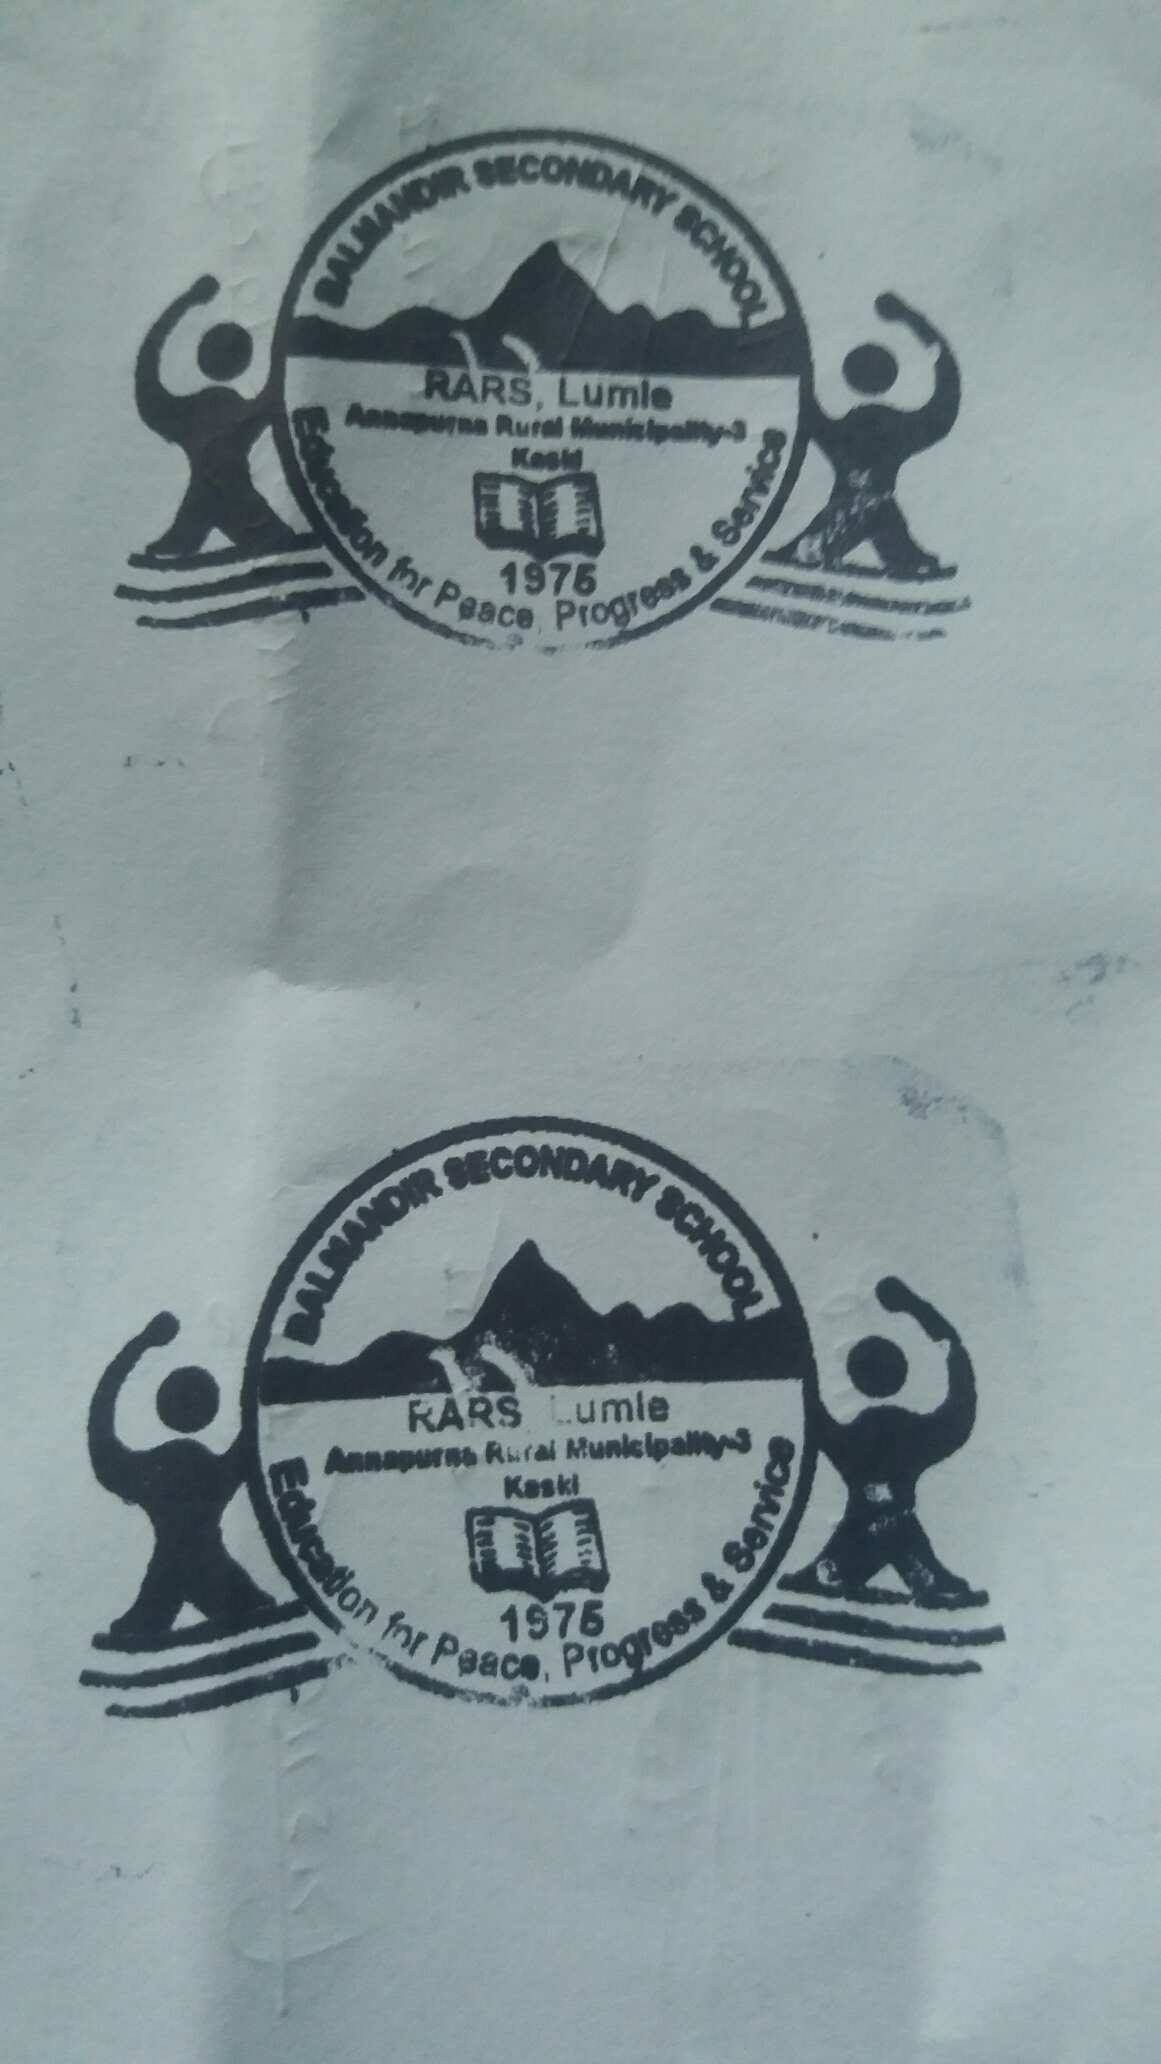 BALMANDIR SECONDARY SCHOOL
RARS, Lumle
Annapurna Rural Municipality-3
Kaski
1975
Education for Peace, Progress & Service
BALMANDIR SECONDARY SCHOOL
RARS, Lumle
Annapurna Rural Municipality-3
Kaski
1975
Education for Peace, Progress & Service